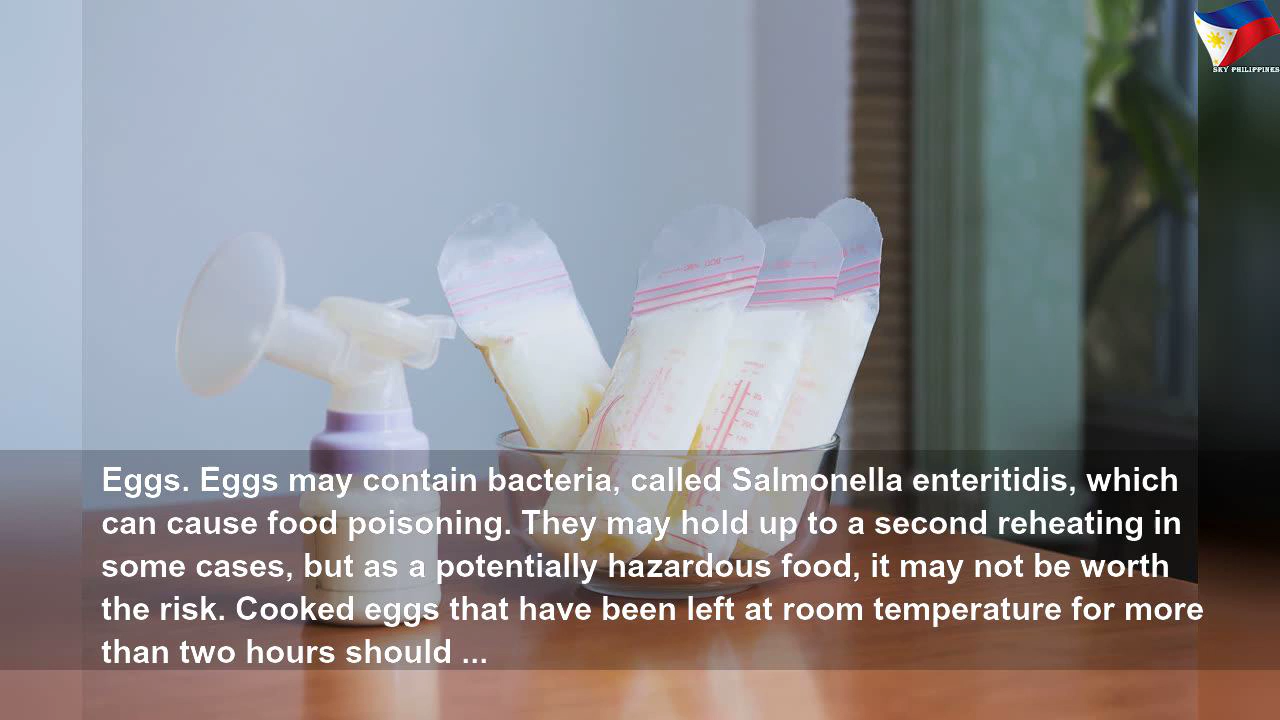 SKY PHILIPPINES
Eggs. Eggs may contain bacteria, called Salmonella enteritidis, which
can cause food poisoning. They may hold up to a second reheating in
some cases, but as a potentially hazardous food, it may not be worth
the risk. Cooked eggs that have been left at room temperature for more
than two hours should ...